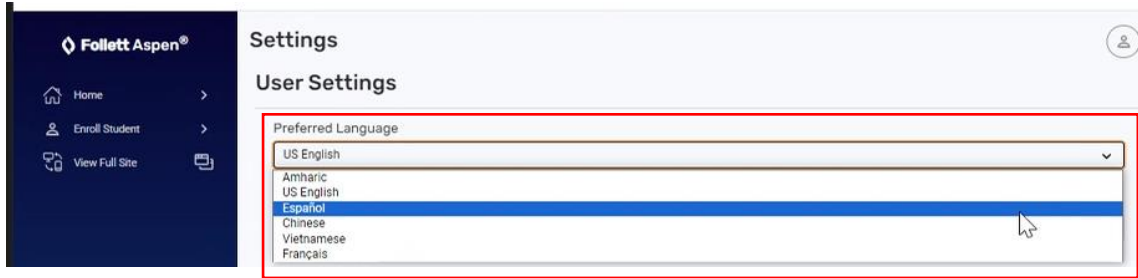 Follett Aspen®
Home
Enroll Student
View Full Site
Settings
User Settings
Preferred Language
US English
Amharic
US English
Español
Chinese
Vietnamese
Français